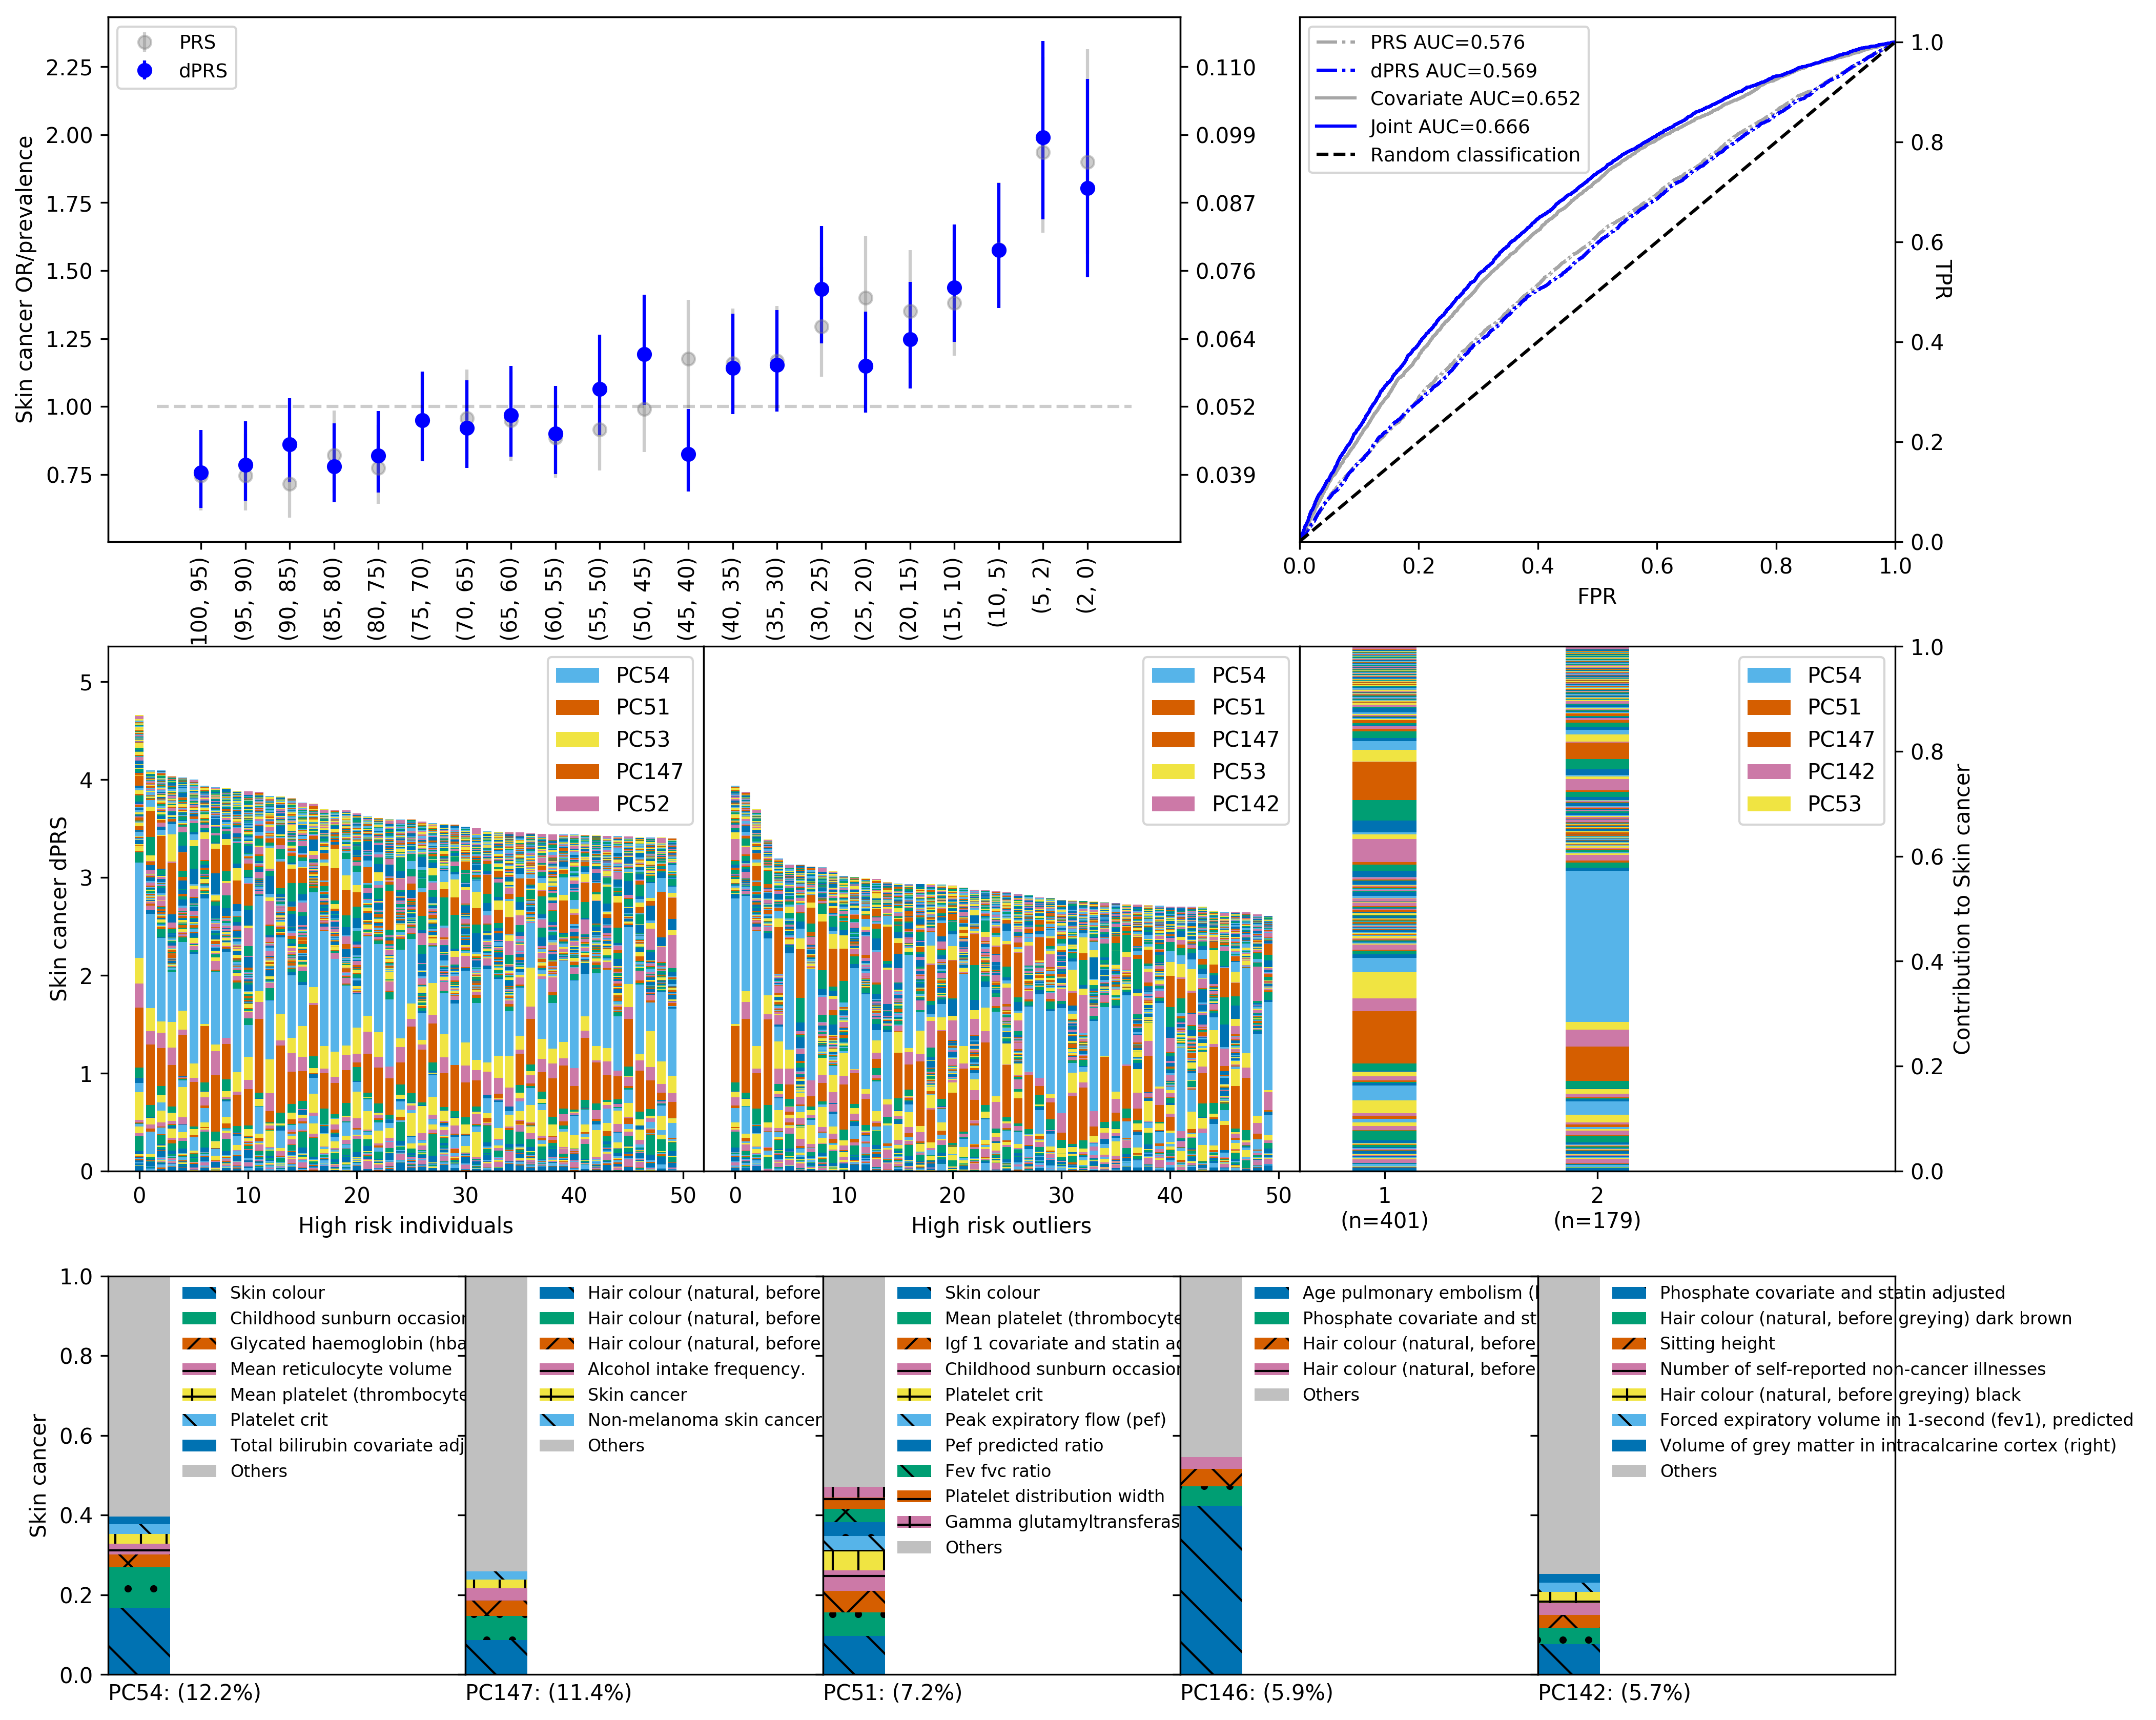 PRS
dPRS
2.25
2.00
1.75
1.50
1.25
1.00
0.75
Skin cancer OR/prevalence
0.110
0.099
0.087
0.076
0.064
0.052
0.039
100, 95)
(95, 90)
(90, 85)
(85, 80)
(80, 75)
(75, 70)
(70, 65)
(65, 60)
(60, 55)
(55, 50)
(50, 45)
(45, 40)
(40, 35)
(35, 30)
(30, 25)
(25, 20)
(20, 15)
(15, 10)
(10, 5)
(5, 2)
(2, 0)
PRS AUC=0.576
dPRS AUC=0.569
Covariate AUC=0.652
Joint AUC=0.666
Random classification
1.0
0.8
0.6
0.4
0.2
0.0
TPR
0.0 0.2 0.4 0.6 0.8 1.0
FPR
Skin cancer dPRS
5
4
3
2
1
0
PC54
PC51
PC53
PC147
PC52
0 10 20 30 40 50
High risk individuals
PC54
PC51
PC147
PC53
PC142
0 10 20 30 40 50
High risk outliers
PC54
PC51
PC147
PC142
PC53
1 2
(n=401) (n=179)
1.0
0.8
0.6
0.4
0.2
0.0
Contribution to Skin cancer
Skin cancer
1.0
0.8
0.6
0.4
0.2
0.0
Skin colour
Childhood sunburn occasior
Glycated haemoglobin (hba
Mean reticulocyte volume
Mean platelet (thrombocyte
Platelet crit
Total bilirubin covariate adj
Others
PC54: (12.2%)
Hair colour (natural, before
Hair colour (natural, before
Hair colour (natural, before
Alcohol intake frequency.
Skin cancer
Non-melanoma skin cancer
Others
PC147: (11.4%)
Skin colour
Mean platelet (thrombocyte
Igf 1 covariate and statin ad
Childhood sunburn occasior
Platelet crit
Peak expiratory flow (pef)
Pef predicted ratio
Fev fvc ratio
Platelet distribution width
Gamma glutamyltransferas
Others
PC51: (7.2%)
Age pulmonary embolism (
Phosphate covariate and st
Hair colour (natural, before
Hair colour (natural, before
Others
PC146: (5.9%)
Phosphate covariate and statin adjusted
Hair colour (natural, before greying) dark brown
Sitting height
Number of self-reported non-cancer illnesses
Hair colour (natural, before greying) black
Forced expiratory volume in 1-second (fev1), predicted
Volume of grey matter in intracalcarine cortex (right)
Others
PC142: (5.7%)